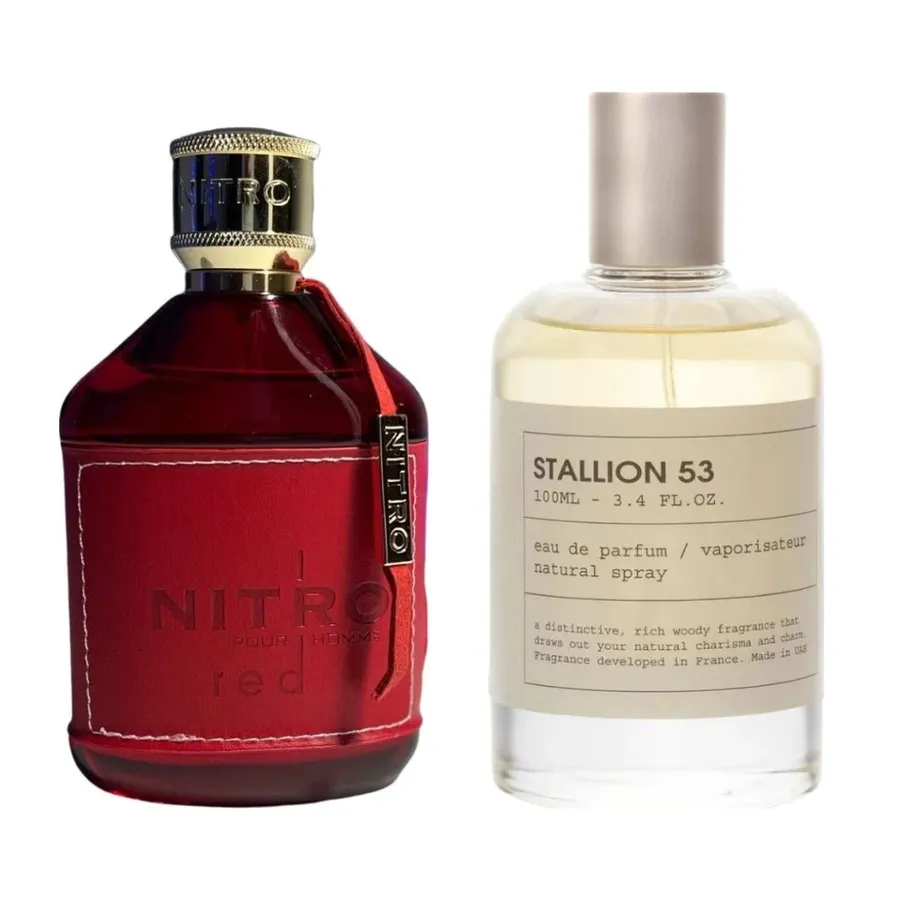 NITRO
NITRO
NITRO
POUR HOMME
red
STALLION 53
100ML - 3.4 FL.OZ.
eau de parfum / vaporisateur
natural spray
a distinctive, rich woody fragrance that
draws out your natural charisma and charm.
Fragrance developed in France. Made in UAE